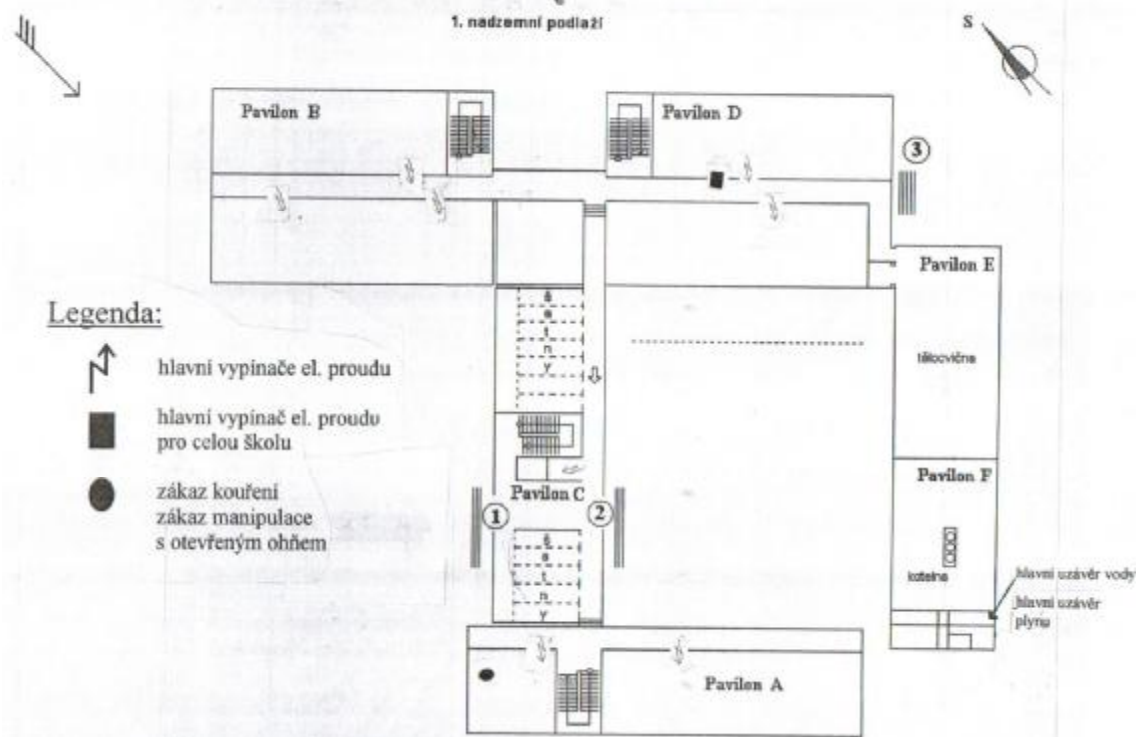 1. nadzemní podlaží
S
Pavilon B
Pavilon D
3
Pavilon E
Legenda:
hlavní vypínače el. proudu
hlavní vypínač el. proudu
pro celou školu
zákaz kouření
zákaz manipulace
s otevřeným ohněm
š
a
t
n
y
tělocvična
Pavilon C
1
2
š
a
t
n
y
Pavilon F
kotelna
hlavní uzávěr vody
hlavní uzávěr
plynu
Pavilon A